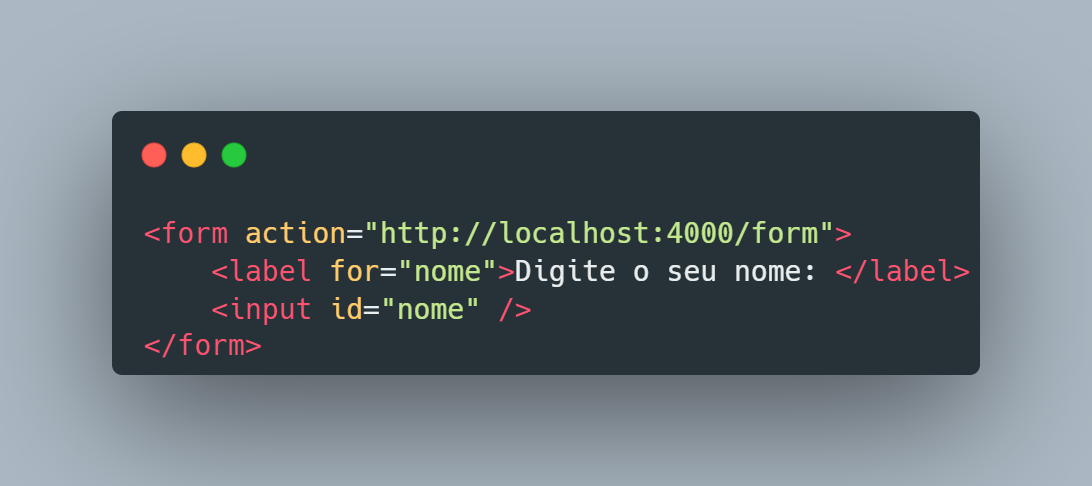 <form action="http://localhost:4000/form">
    <label for="nome">Digite o seu nome: </label>
    <input id="nome" />
</form>